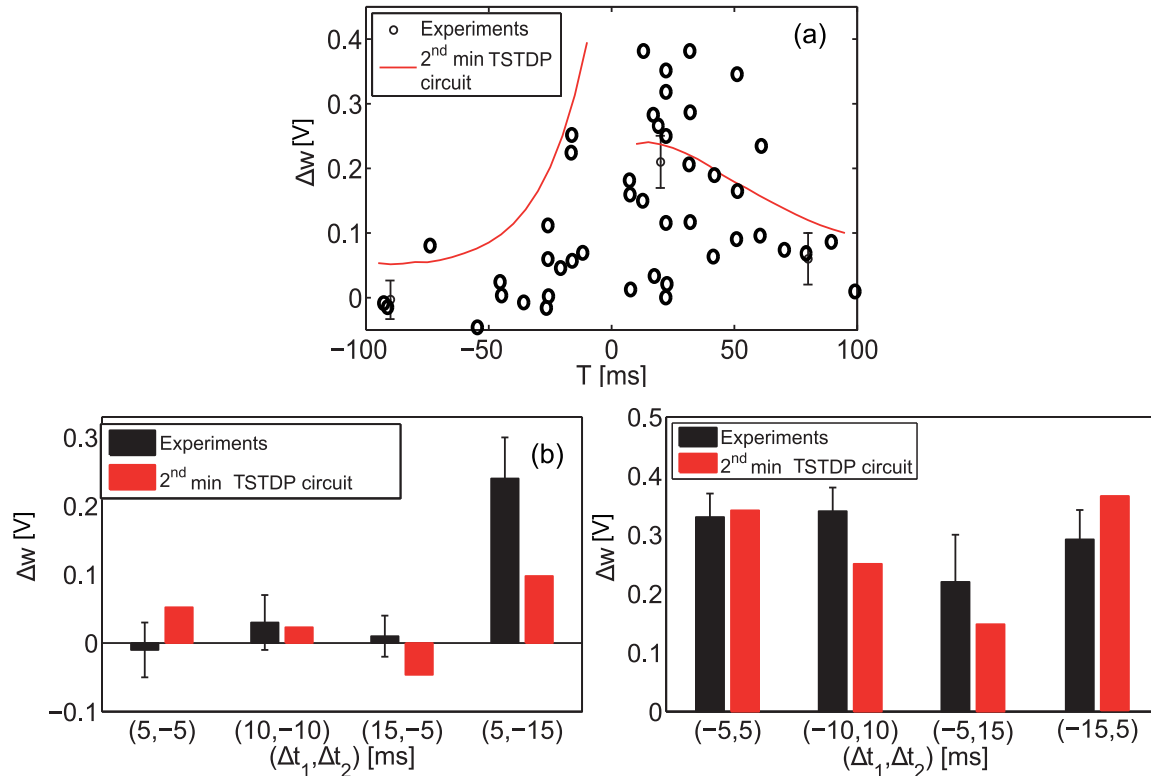 (a)
Experiments
2nd min TSTDP
circuit
Δw [V]
0.4
0.3
0.2
0.1
0
−100
−50
0
50
100
T [ms]
(b)
Experiments
2nd min TSTDP circuit
Δw [V]
0.3
0.2
0.1
0
−0.1
(5,−5)
(10,−10)
(15,−5)
(5,−15)
(Δt1,Δt2) [ms]
Experiments
2nd min TSTDP circuit
Δw [V]
0.5
0.4
0.3
0.2
0.1
0
(−5,5)
(−10,10)
(−5,15)
(−15,5)
(Δt1,Δt2) [ms]